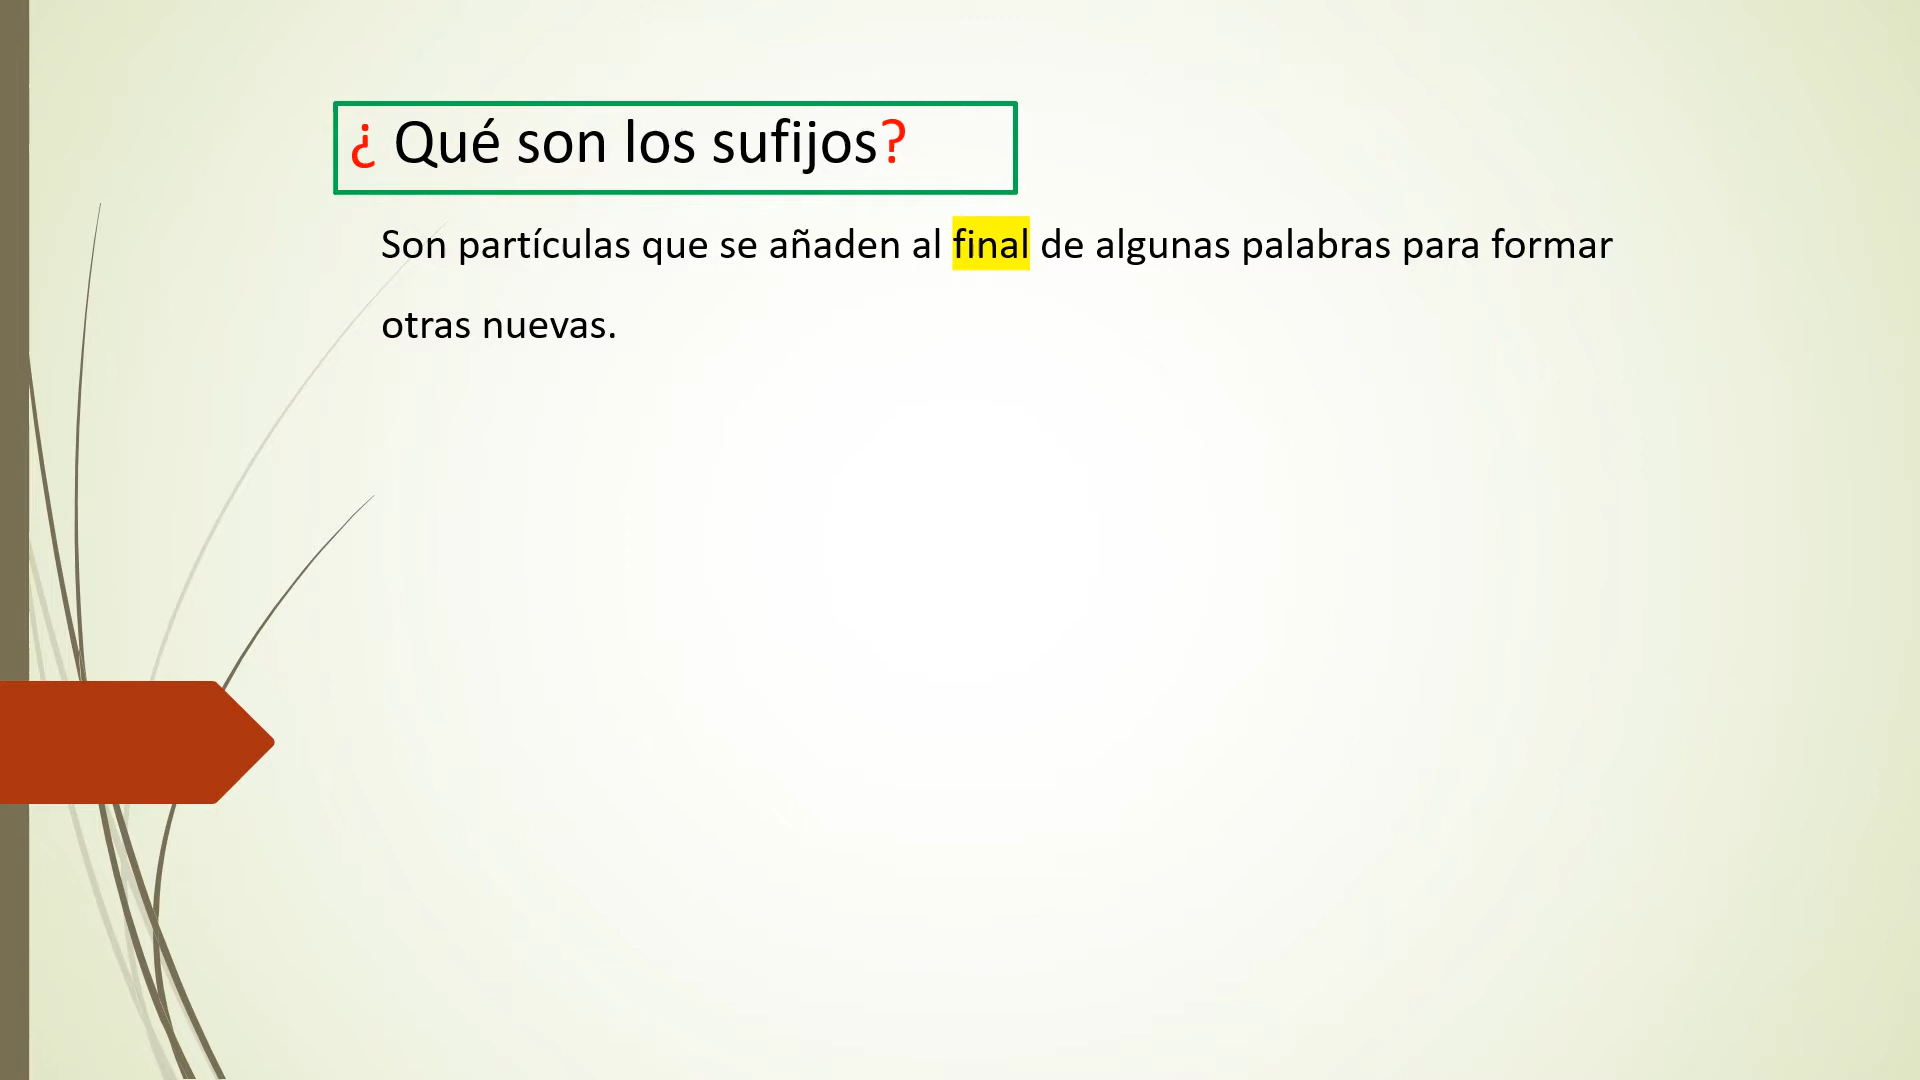 ¿ Qué son los sufijos?
Son partículas que se añaden al final de algunas palabras para formar
otras nuevas.